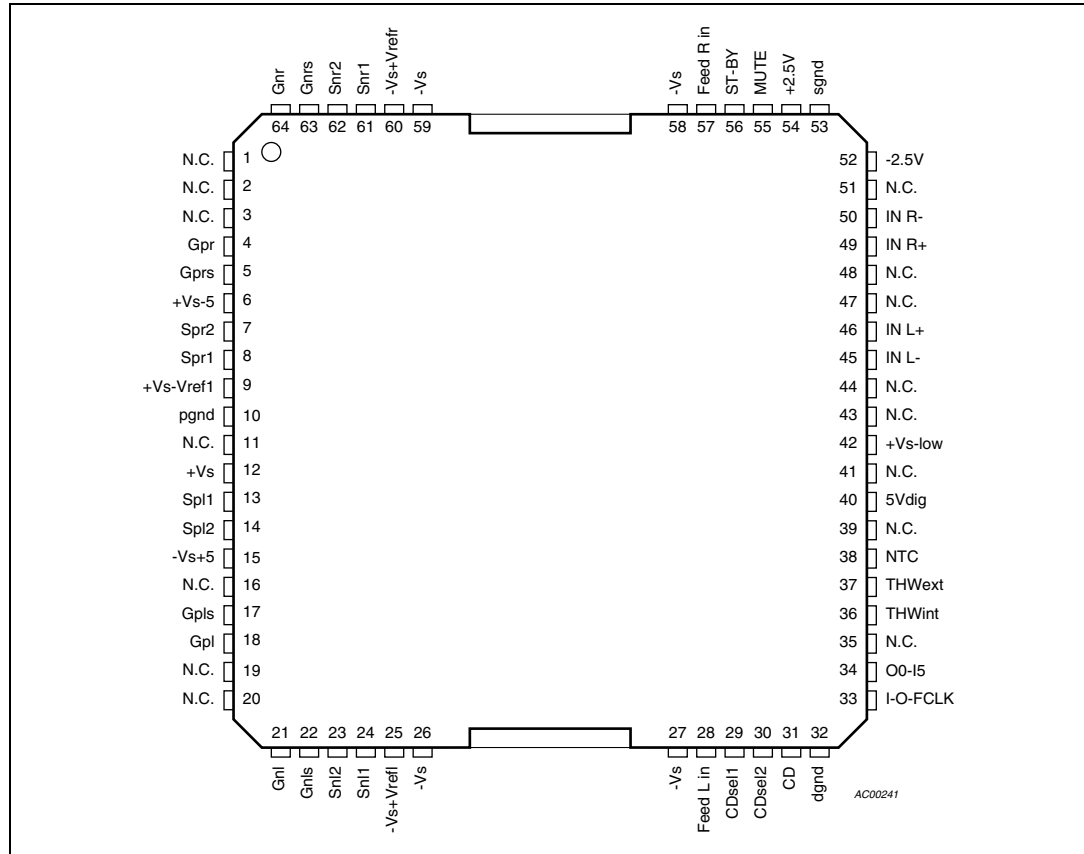 Gnr
Gnrs
Snr2
Snr1
-Vs+Vrefr
-Vs
-Vs
Feed R in
ST-BY
MUTE
+2.5V
sgnd
64 63 62 61 60 59 58 57 56 55 54 53
N.C. 1
N.C. 2
N.C. 3
Gpr 4
Gprs 5
+Vs-5 6
Spr2 7
Spr1 8
+Vs-Vref1 9
pgnd 10
N.C. 11
+Vs 12
Spl1 13
Spl2 14
-Vs+5 15
N.C. 16
Gpls 17
Gpl 18
N.C. 19
N.C. 20
52 -2.5V
51 N.C.
50 IN R-
49 IN R+
48 N.C.
47 N.C.
46 IN L+
45 IN L-
44 N.C.
43 N.C.
42 +Vs-low
41 N.C.
40 5Vdig
39 N.C.
38 NTC
37 THWext
36 THWint
35 N.C.
34 O0-I5
33 I-O-FCLK
21 22 23 24 25 26 27 28 29 30 31 32
Gnl
Gnls
Snl2
Snl1
-Vs+Vrefl
-Vs
-Vs
Feed L in
CDsel1
CDsel2
CD
dgnd
AC00241